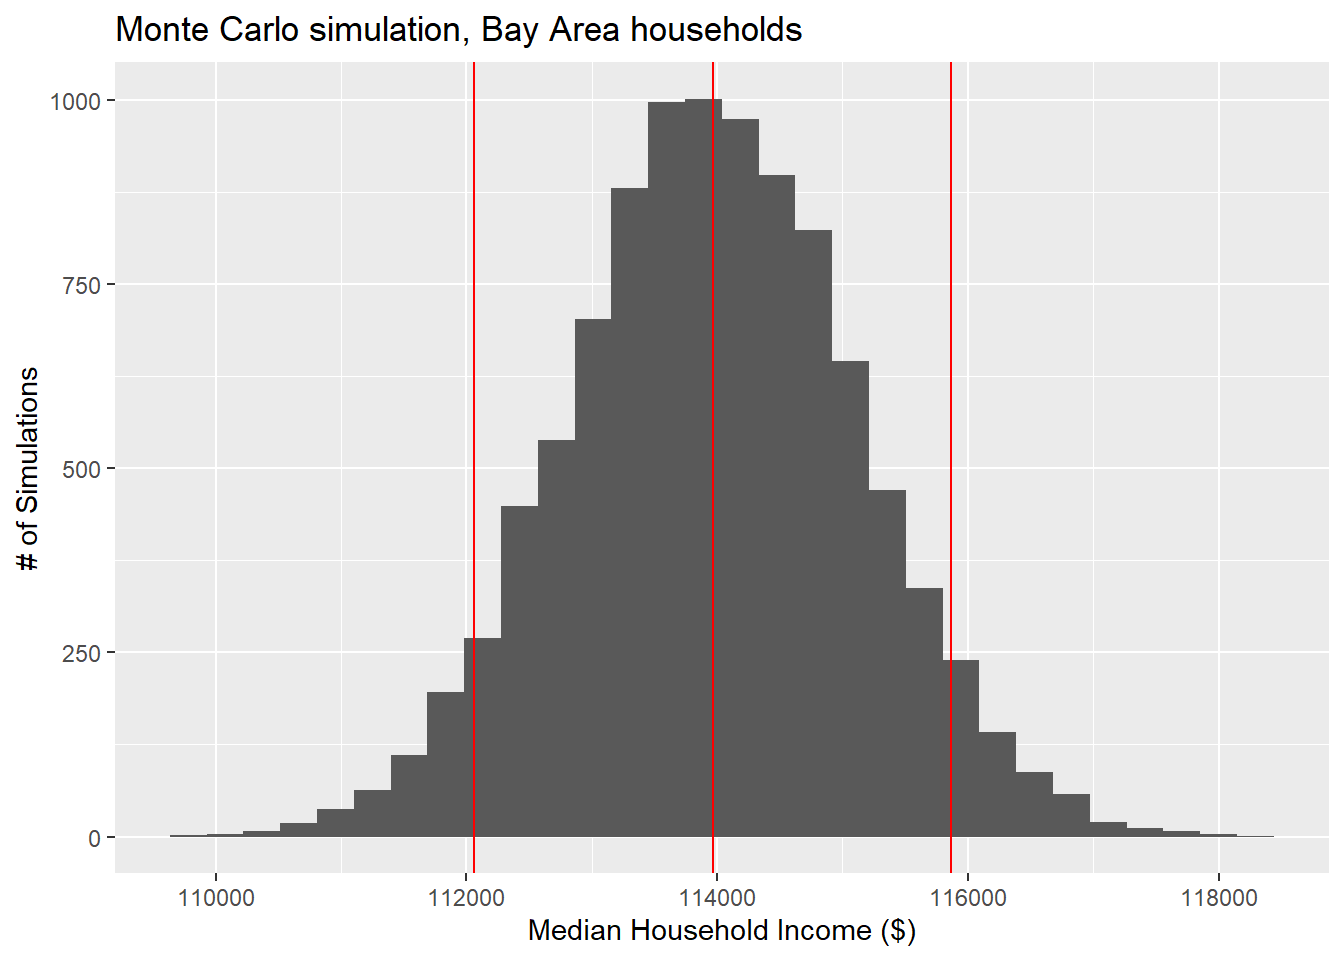 Monte Carlo simulation, Bay Area households
# of Simulations
1000
750
500
250
0
110000 112000 114000 116000 118000
Median Household Income ($)